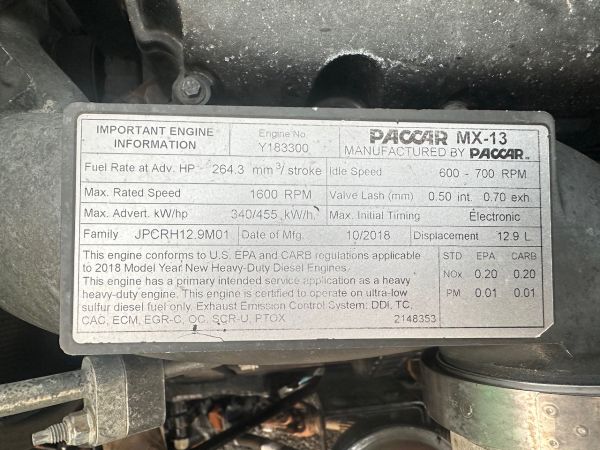 IMPORTANT ENGINE INFORMATION
Engine No. Y183300
PACCAR MX-13
MANUFACTURED BY PACCAR
Fuel Rate at Adv. HP 264.3 mm³/stroke
Idle Speed 600 - 700 RPM
Max. Rated Speed 1600 RPM
Valve Lash (mm) 0.50 int. 0.70 exh.
Max. Advert. kW/hp 340/455 kW/h.
Max. Initial Timing Electronic
Family JPCRH12.9M01
Date of Mfg. 10/2018
Displacement 12.9 L
This engine conforms to U.S. EPA and CARB regulations applicable
to 2018 Model Year New Heavy-Duty Diesel Engines.
This engine has a primary intended service application as a heavy
heavy-duty engine. This engine is certified to operate on ultra-low
sulfur diesel fuel only. Exhaust Emission Control System: DDI, TC,
CAC, ECM, EGR-C, OC, SCR-U, PTOX
2148353
STD EPA CARB
NOx 0.20 0.20
PM 0.01 0.01